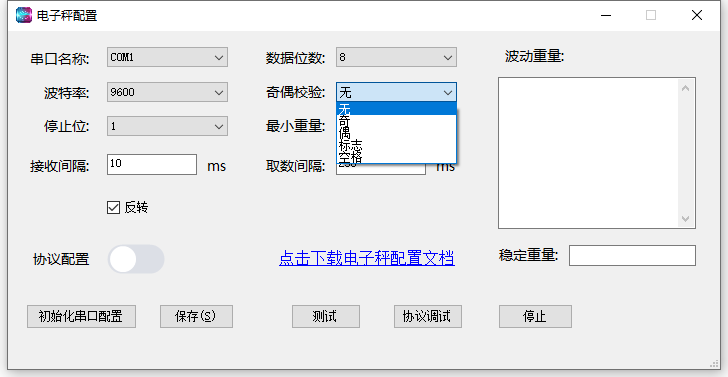 电子秤配置
串口名称: COM1 数据位数: 8 波动重量:
波特率: 9600 奇偶校验: 无
无
奇
偶
标志
空格
停止位: 1 最小重量:
接收间隔: 10 ms 取数间隔: ms
反转
协议配置 点击下载电子秤配置文档 稳定重量:
初始化串口配置 保存(S) 测试 协议调试 停止